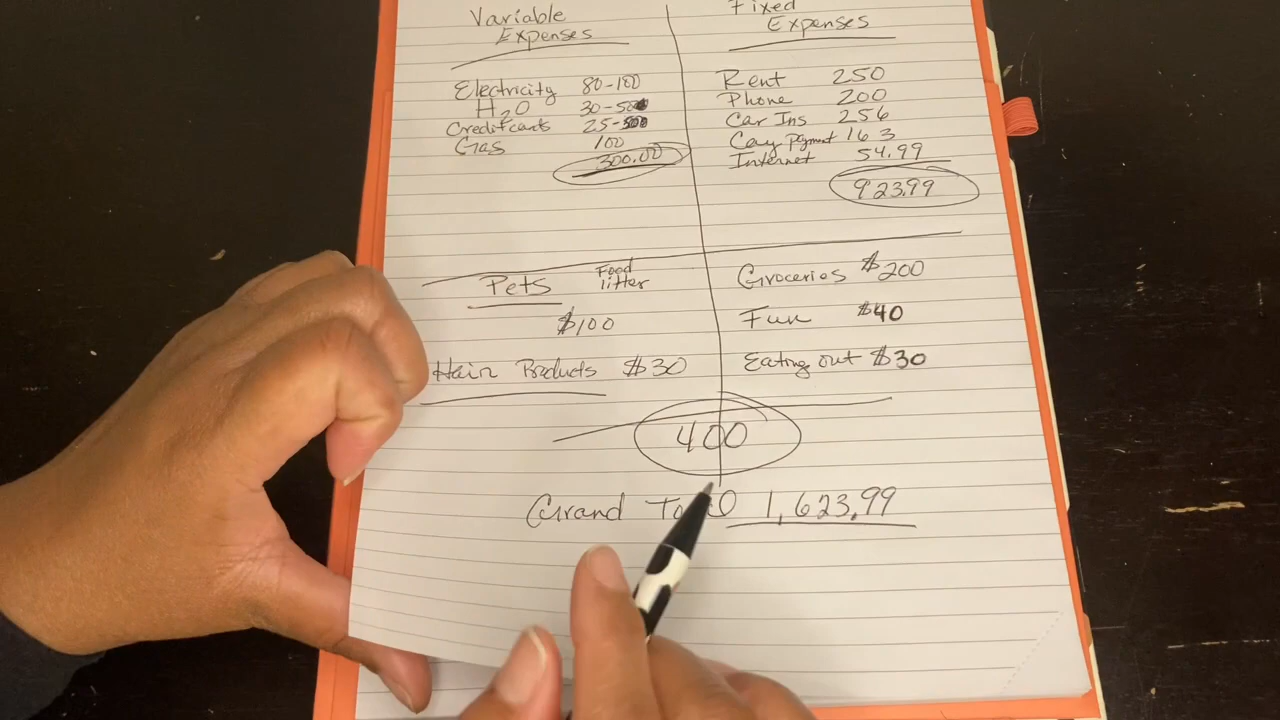 Variable
Expenses
Electricity 80-100
H2O 30-50
Creditcards 25-50
Gas 100
300.00
Fixed
Expenses
Rent 250
Phone 200
Car Ins 256
Car payment 163
Internet 54.99
923.99
Pets Food
litter
$100
Hair Products $30
Groceries $200
Fun $40
Eating out $30
400
Grand Total 1,623.99